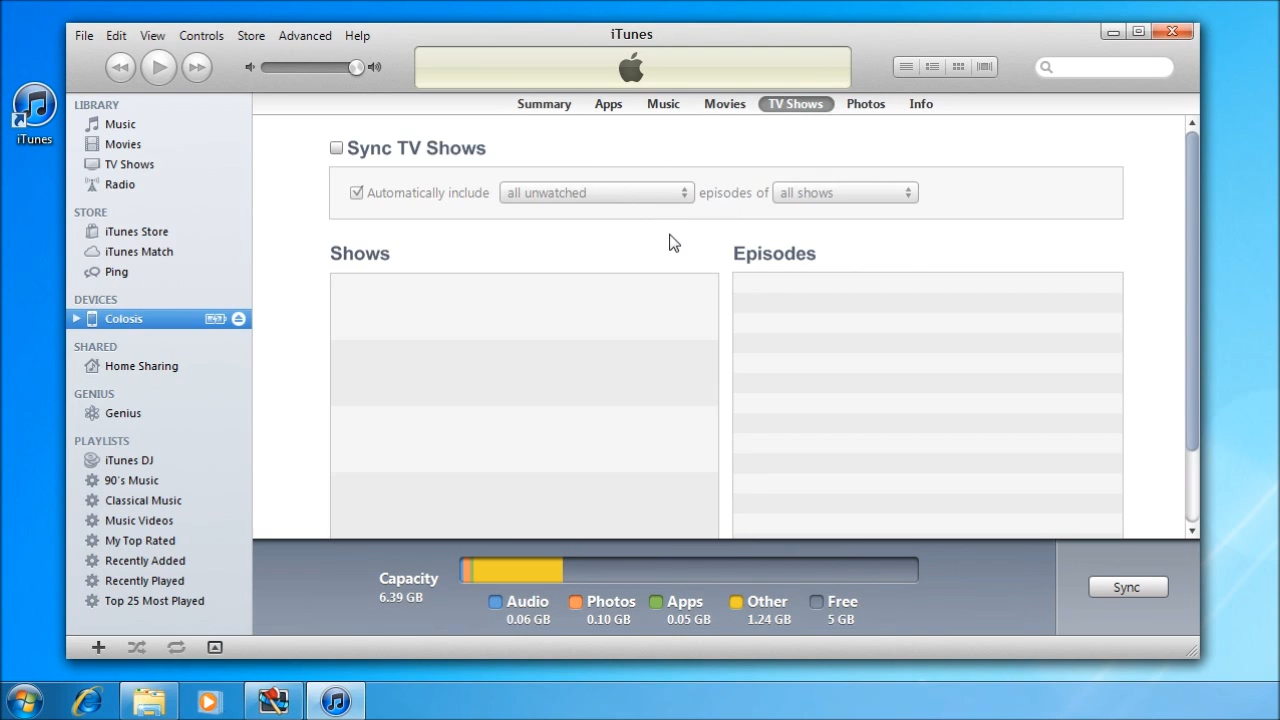 File Edit View Controls Store Advanced Help
iTunes
iTunes
LIBRARY
Music
Movies
TV Shows
Radio
STORE
iTunes Store
iTunes Match
Ping
DEVICES
Colosis
SHARED
Home Sharing
GENIUS
Genius
PLAYLISTS
iTunes DJ
90's Music
Classical Music
Music Videos
My Top Rated
Recently Added
Recently Played
Top 25 Most Played
Summary Apps Music Movies TV Shows Photos Info
Sync TV Shows
Automatically include all unwatched episodes of all shows
Shows
Episodes
Capacity
6.39 GB
Audio Photos Apps Other Free
0.06 GB 0.10 GB 0.05 GB 1.24 GB 5 GB
Sync